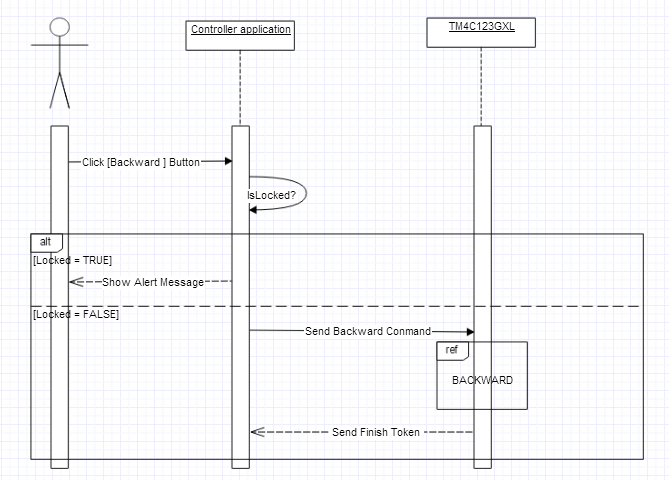 Controller application
TM4C123GXL
Click [Backward ] Button
IsLocked?
alt
[Locked = TRUE]
Show Alert Message
[Locked = FALSE]
Send Backward Conmand
ref
BACKWARD
Send Finish Token